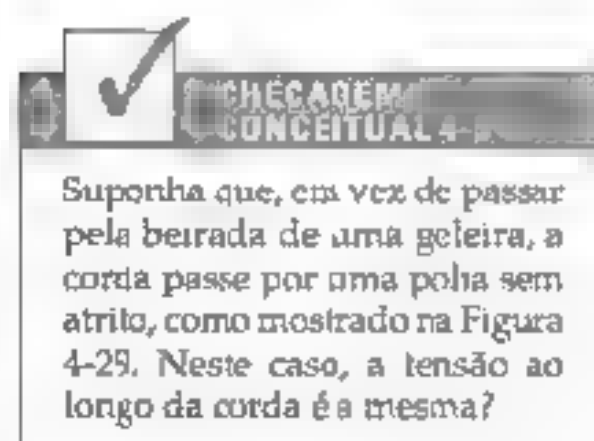 CHECAGEM
CONCEITUAL 4-
Suponha que, em vez de passar
pela beirada de uma geleira, a
corda passe por uma polia sem
atrito, como mostrado na Figura
4-29. Neste caso, a tensão ao
longo da corda é a mesma?